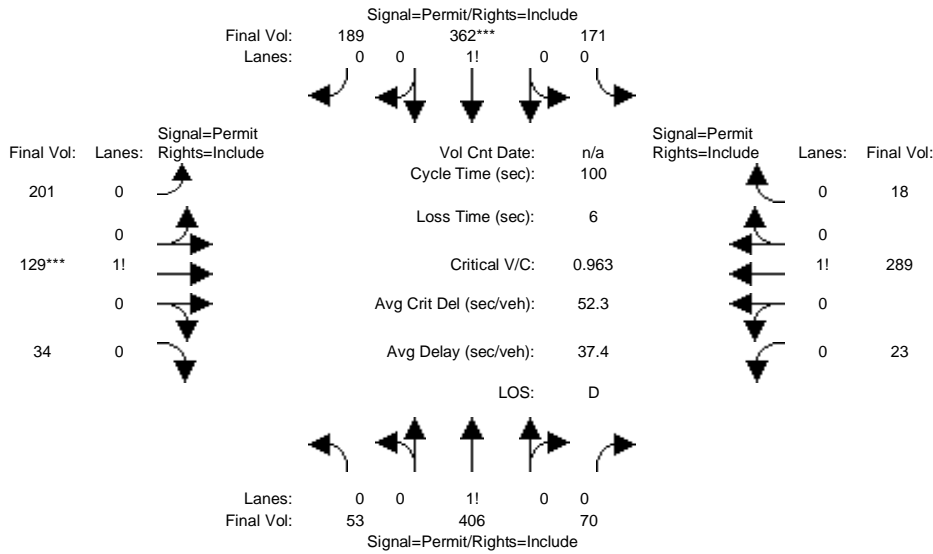 Signal=Permit/Rights=Include
Final Vol: 189 362*** 171
Lanes: 0 0 1! 0 0
Signal=Permit
Final Vol: Lanes: Rights=Include
Vol Cnt Date: n/a
Signal=Permit
Rights=Include Lanes: Final Vol:
Cycle Time (sec): 100
201 0
0 18
Loss Time (sec): 6
0
0
129*** 1!
Critical V/C: 0.963
1! 289
0
Avg Crit Del (sec/veh): 52.3
0
34 0
Avg Delay (sec/veh): 37.4
0 23
LOS: D
Lanes: 0 0 1! 0 0
Final Vol: 53 406 70
Signal=Permit/Rights=Include